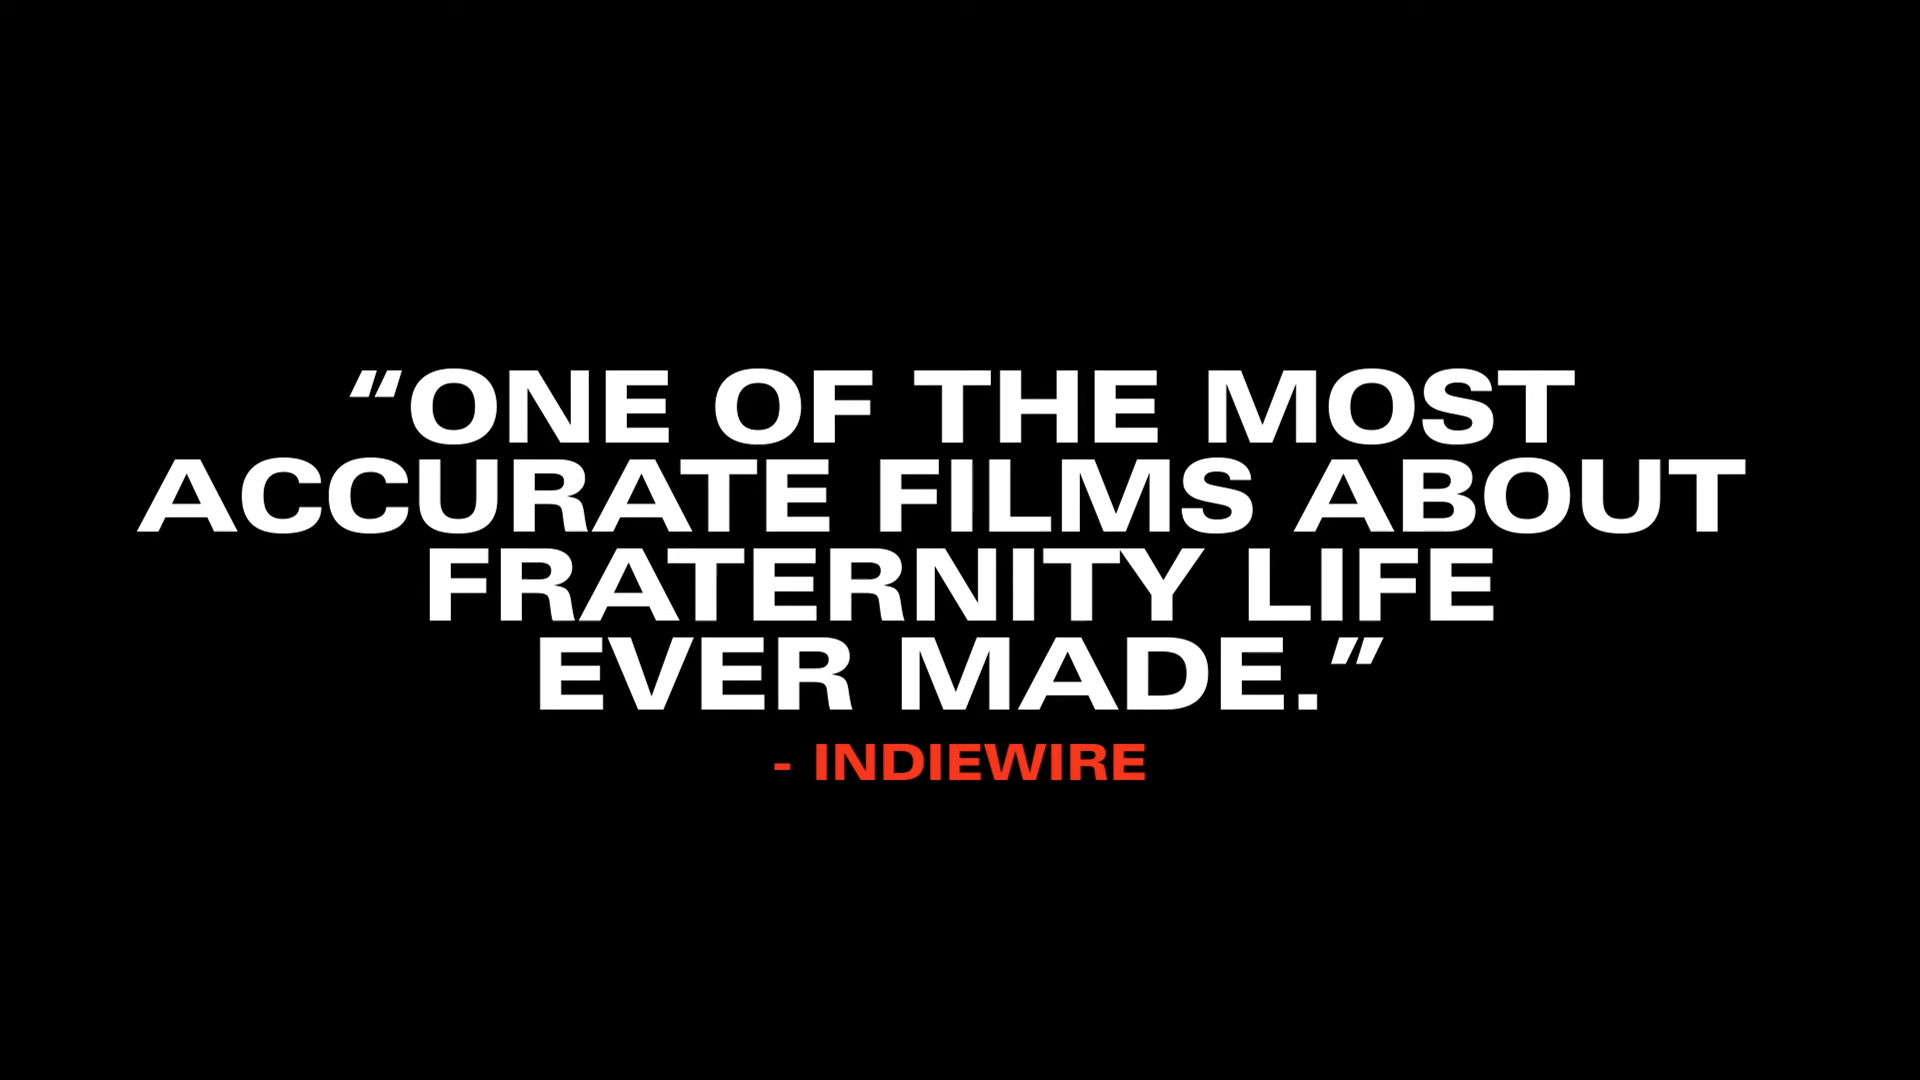 “ONE OF THE MOST
ACCURATE FILMS ABOUT
FRATERNITY LIFE
EVER MADE.”
- INDIEWIRE